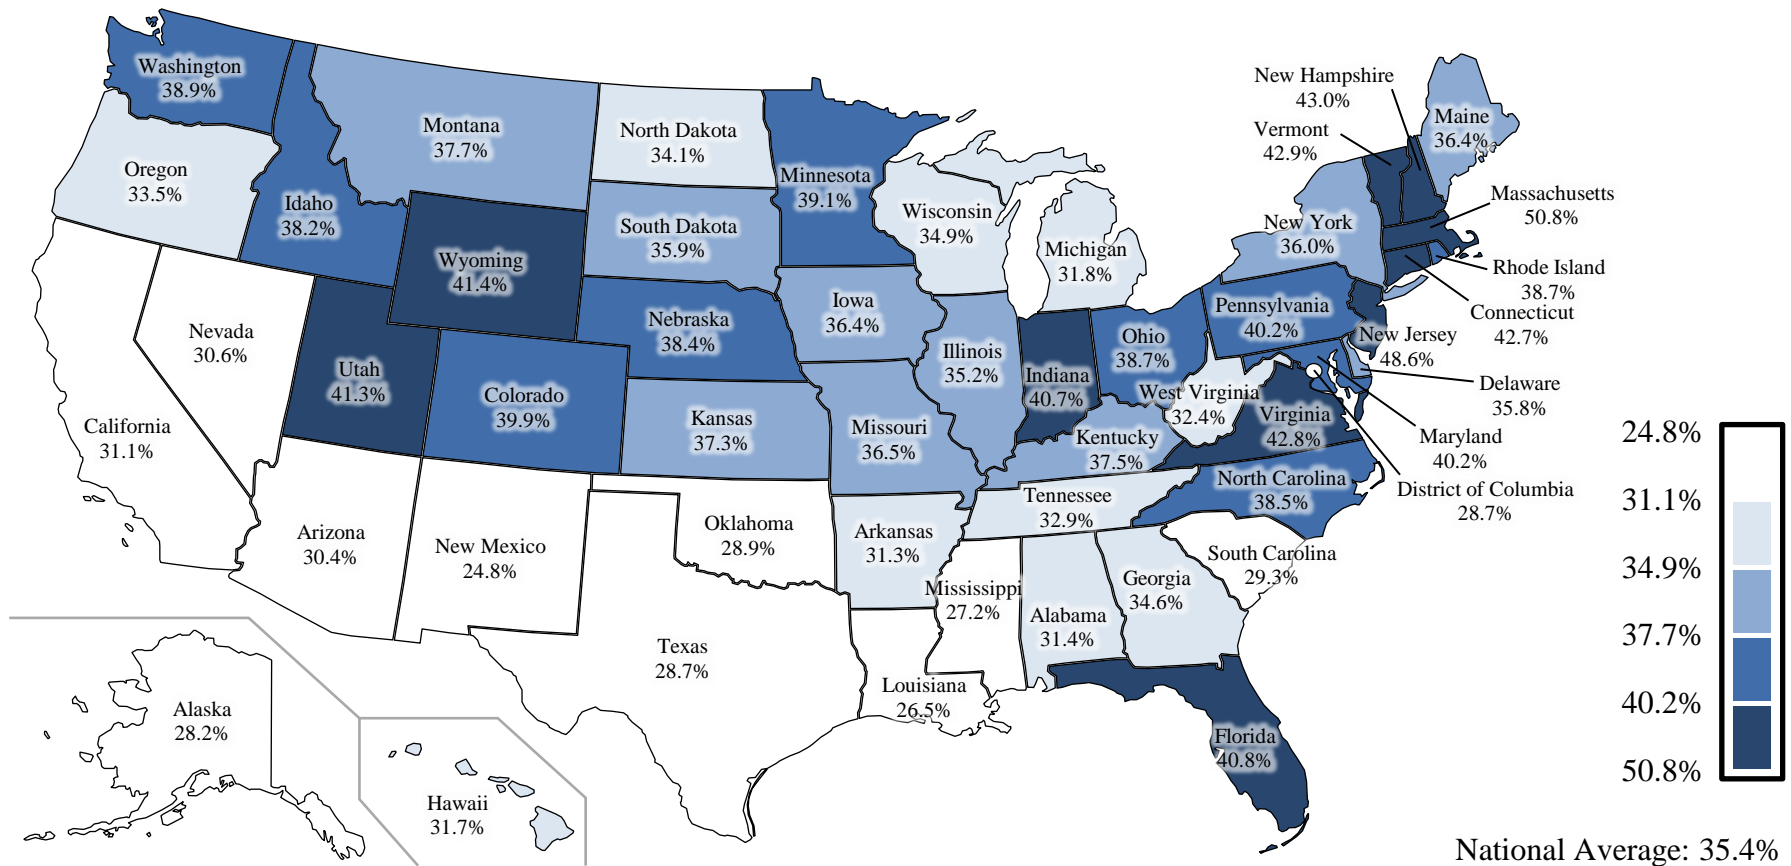 Washington
38.9%
Oregon
33.5%
California
31.1%
Nevada
30.6%
Idaho
38.2%
Montana
37.7%
Wyoming
41.4%
Utah
41.3%
Colorado
39.9%
Arizona
30.4%
New Mexico
24.8%
North Dakota
34.1%
South Dakota
35.9%
Nebraska
38.4%
Kansas
37.3%
Oklahoma
28.9%
Texas
28.7%
Minnesota
39.1%
Iowa
36.4%
Missouri
36.5%
Arkansas
31.3%
Louisiana
26.5%
Wisconsin
34.9%
Illinois
35.2%
Michigan
31.8%
Indiana
40.7%
Ohio
38.7%
Kentucky
37.5%
Tennessee
32.9%
Mississippi
27.2%
Alabama
31.4%
Georgia
34.6%
Florida
40.8%
South Carolina
29.3%
North Carolina
38.5%
Virginia
42.8%
West Virginia
32.4%
Pennsylvania
40.2%
New York
36.0%
Maine
36.4%
New Hampshire
43.0%
Vermont
42.9%
Massachusetts
50.8%
Rhode Island
38.7%
Connecticut
42.7%
New Jersey
48.6%
Delaware
35.8%
Maryland
40.2%
District of Columbia
28.7%
Alaska
28.2%
Hawaii
31.7%
24.8%
31.1%
34.9%
37.7%
40.2%
50.8%
National Average: 35.4%